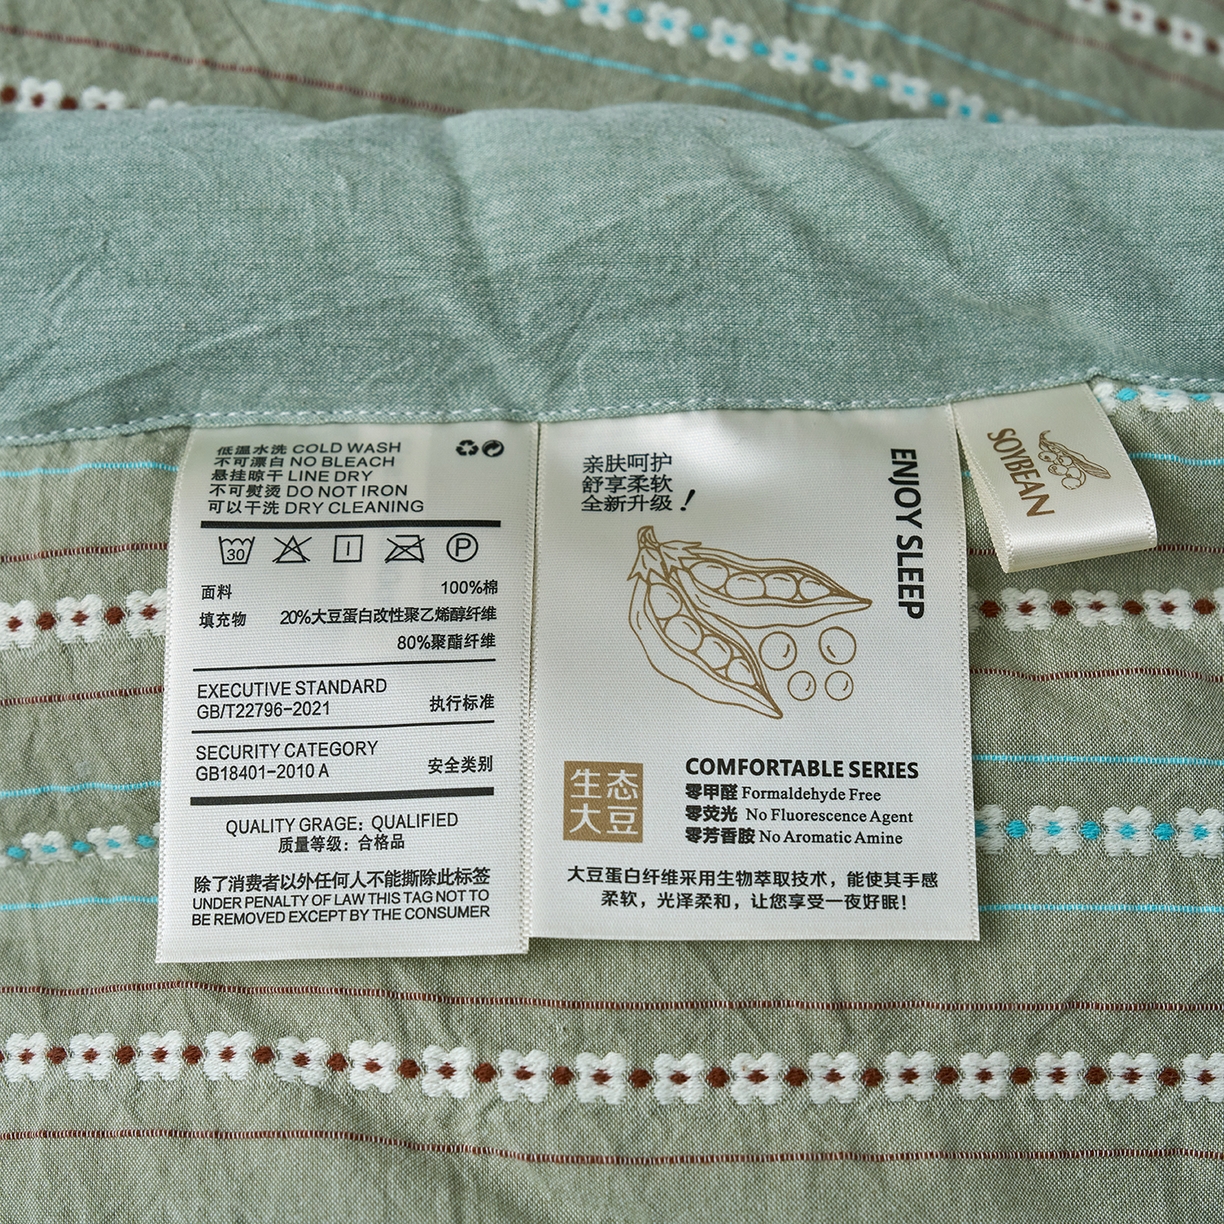 低温水洗 COLD WASH
不可漂白 NO BLEACH
悬挂晾干 LINE DRY
不可熨烫 DO NOT IRON
可以干洗 DRY CLEANING
30
P
面料 100%棉
填充物 20%大豆蛋白改性聚乙烯醇纤维
80%聚酯纤维
EXECUTIVE STANDARD
GB/T22796-2021 执行标准
SECURITY CATEGORY
GB18401-2010 A 安全类别
QUALITY GRAGE: QUALIFIED
质量等级: 合格品
除了消费者以外任何人不能撕除此标签
UNDER PENALTY OF LAW THIS TAG NOT TO
BE REMOVED EXCEPT BY THE CONSUMER
亲肤呵护
舒享柔软
全新升级!
ENJOY SLEEP
生态
大豆
COMFORTABLE SERIES
零甲醛 Formaldehyde Free
零荧光 No Fluorescence Agent
零芳香胺 No Aromatic Amine
大豆蛋白纤维采用生物萃取技术，能使其手感
柔软，光泽柔和，让您享受一夜好眠!
SOYBEAN